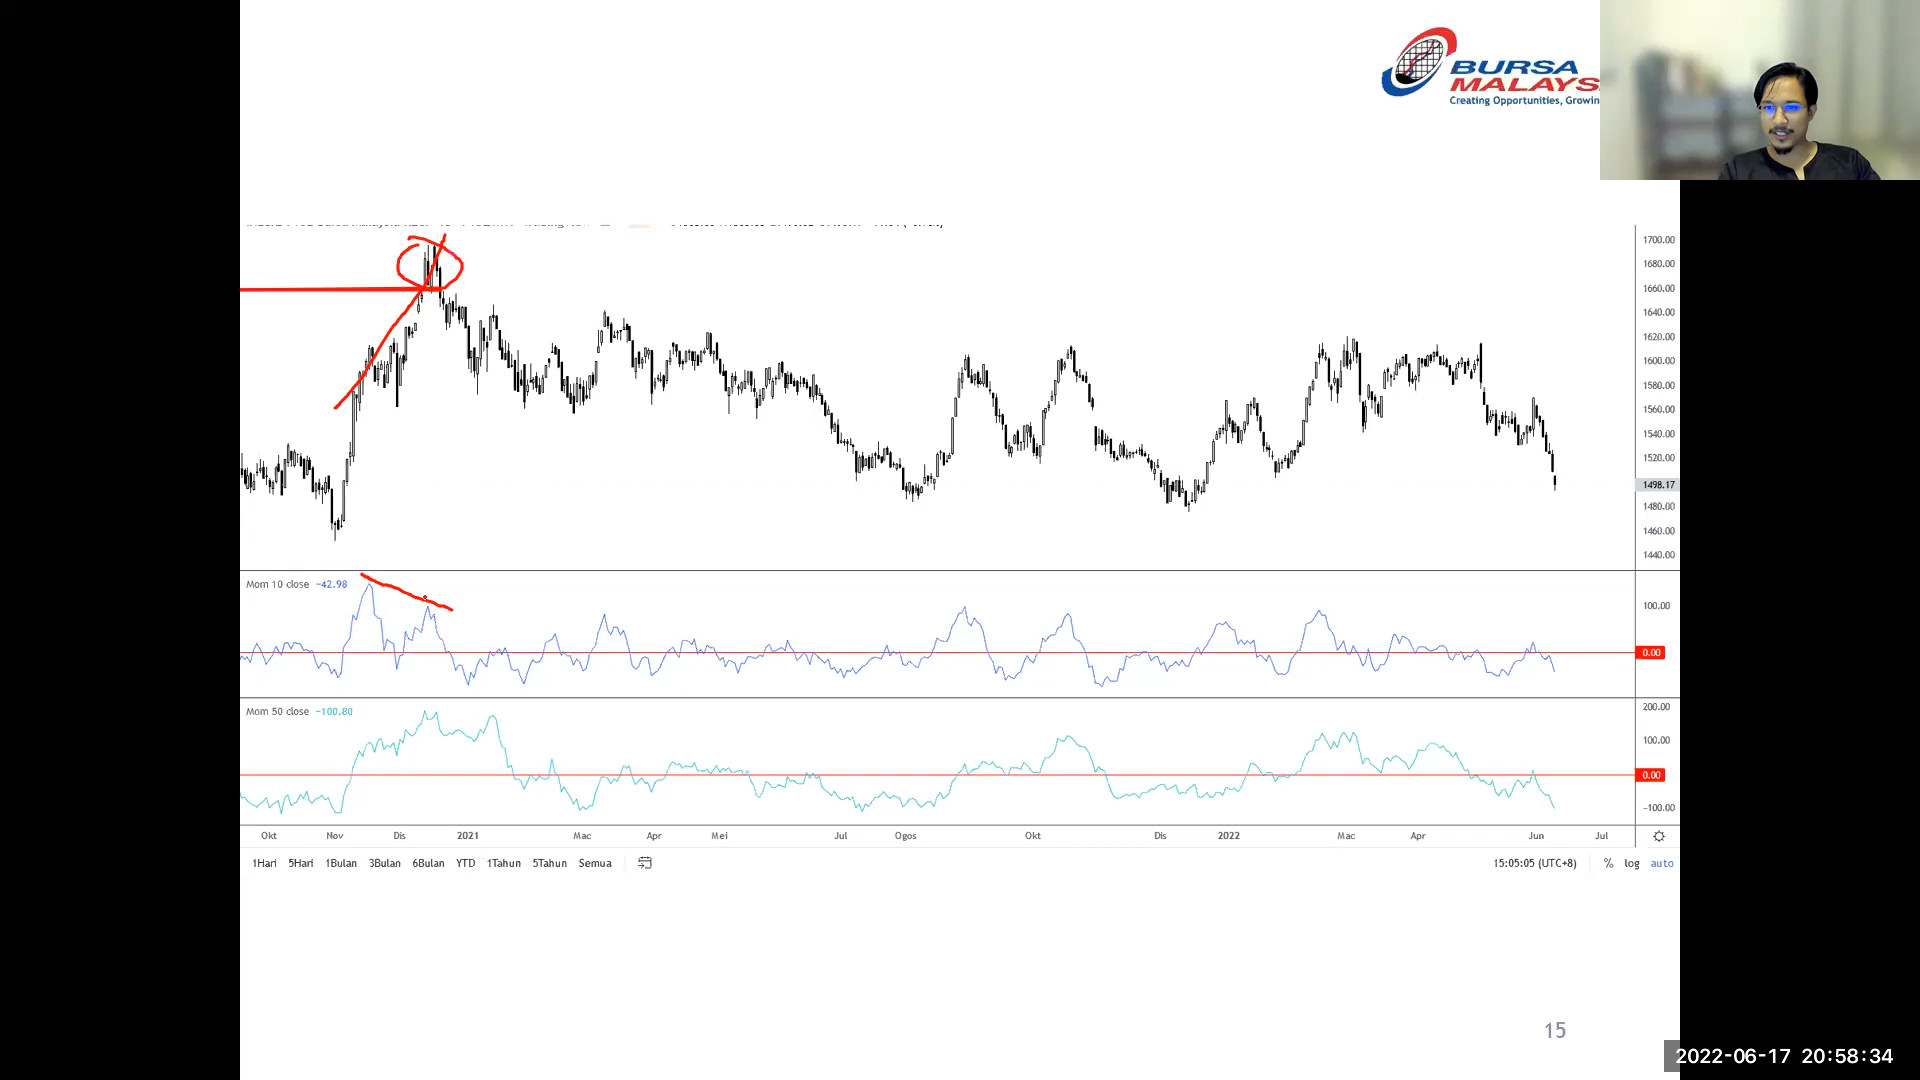 BURSA
MALAYS
Creating Opportunities, Growin
1700.00
1680.00
1660.00
1640.00
1620.00
1600.00
1580.00
1560.00
1540.00
1520.00
1498.17
1480.00
1460.00
1440.00
Mom 10 close -42.98
100.00
0.00
Mom 50 close -100.80
200.00
100.00
0.00
-100.00
Okt Nov Dis 2021 Mac Apr Mei Jul Ogos Okt Dis 2022 Mac Apr Jun Jul
1Hari 5Hari 1Bulan 3Bulan 6Bulan YTD 1Tahun 5Tahun Semua
15:05:05 (UTC+8) % log auto
15
2022-06-17 20:58:34